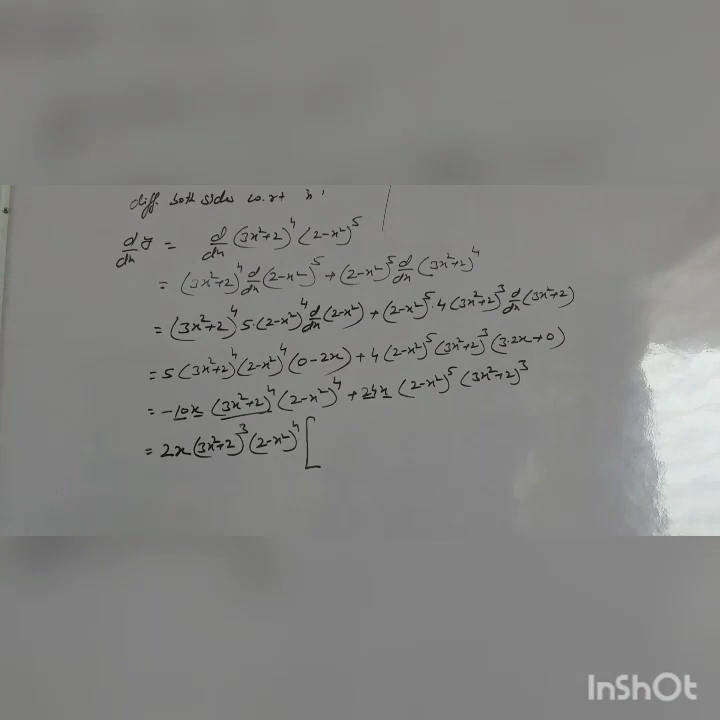 diff. both sides w.r.t x'
d/dx y = d/dx (3x²+2)⁴ (2-x²)⁵
= (3x²+2)⁴ d/dx (2-x²)⁵ + (2-x²)⁵ d/dx (3x²+2)⁴
= (3x²+2)⁴ 5·(2-x²)⁴ d/dx (2-x²) + (2-x²)⁵·4 (3x²+2)³ d/dx (3x²+2)
= 5 (3x²+2)⁴ (2-x²)⁴ (0-2x) + 4 (2-x²)⁵ (3x²+2)³ (3·2x+0)
= -10x (3x²+2)⁴ (2-x²)⁴ + 24x (2-x²)⁵ (3x²+2)³
= 2x (3x²+2)³ (2-x²)⁴ [
InShOt